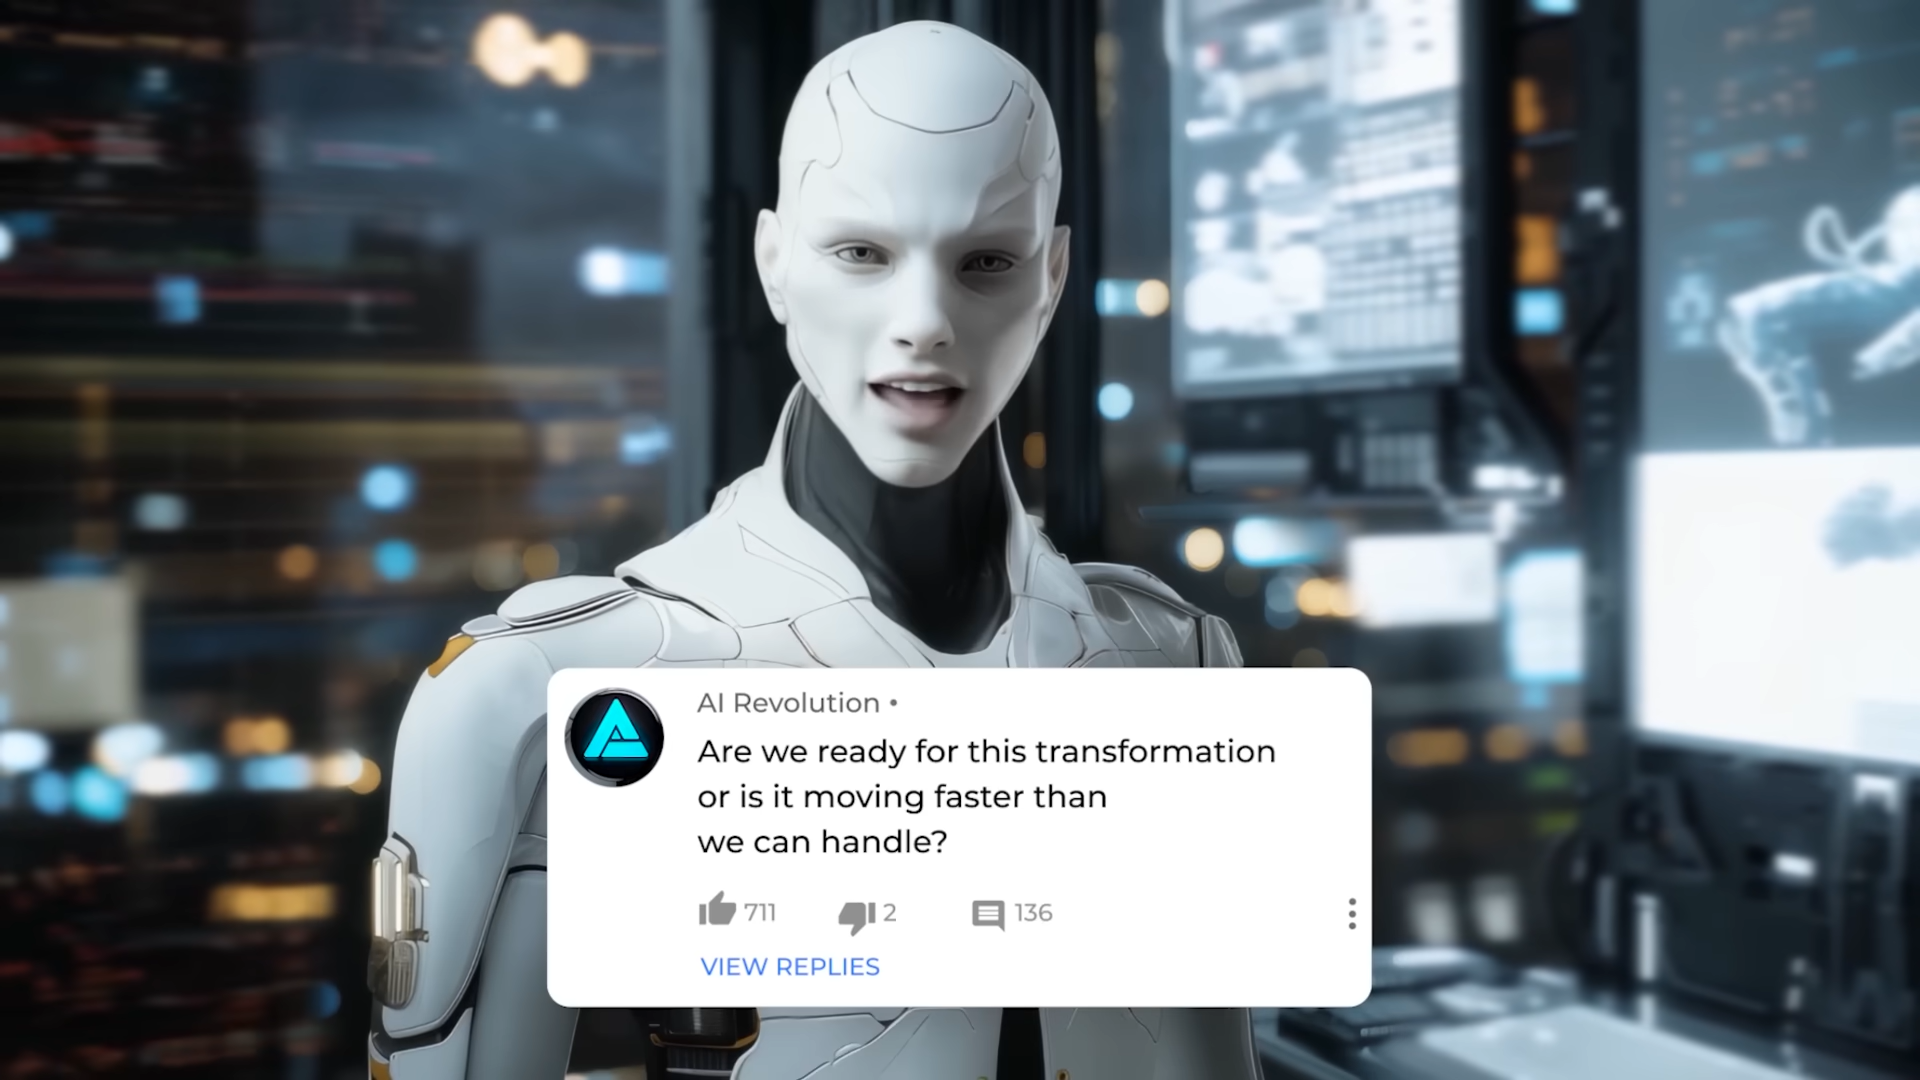 AI Revolution •
Are we ready for this transformation
or is it moving faster than
we can handle?
711 2 136
VIEW REPLIES